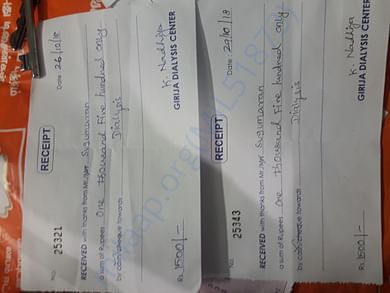 RECEIPT
No. 25321
Date 26/10/18
RECEIVED with thanks from Mr./Mrs. Sugumaran
a sum of Rupees One thousand Five hundred only
by cash/cheque towards Dialysis
Rs. 1500/-
K. Nadhiya
GIRIJA DIALYSIS CENTER
RECEIPT
No. 25343
Date 29/10/18
RECEIVED with thanks from Mr./Mrs. Sugumaran
a sum of Rupees One thousand Five hundred only
by cash/cheque towards Dialysis
Rs. 1500/-
K. Nadhiya
GIRIJA DIALYSIS CENTER